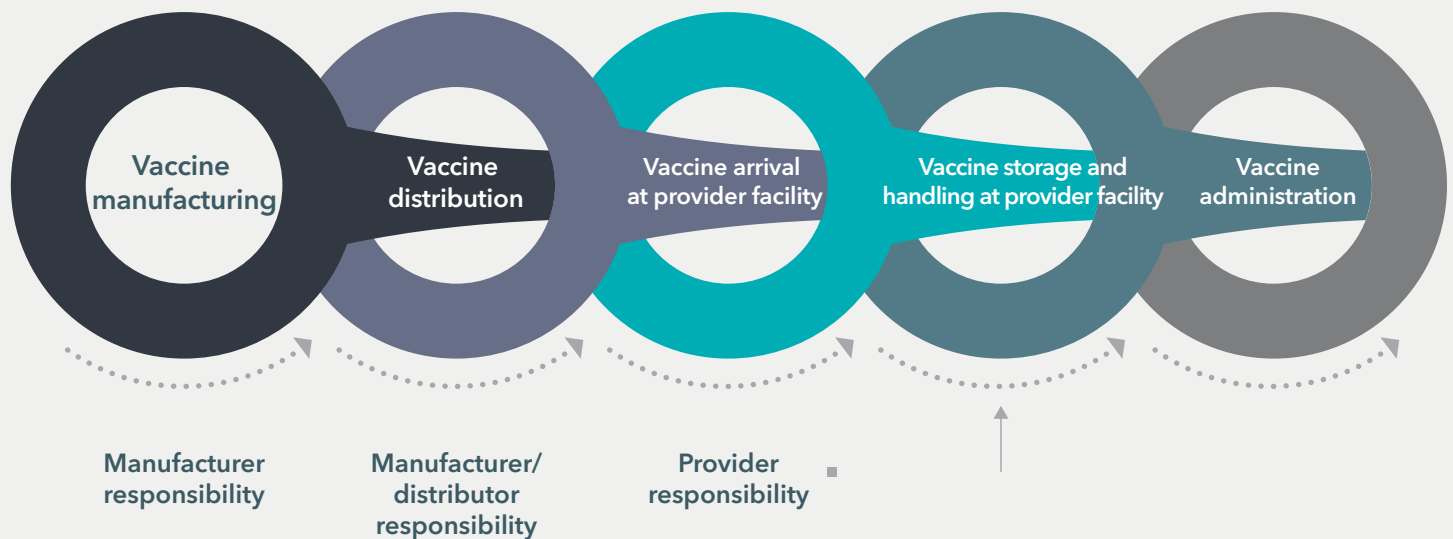 Vaccine
manufacturing
Vaccine
distribution
Vaccine arrival
at provider facility
Vaccine storage and
handling at provider facility
Vaccine
administration
Manufacturer
responsibility
Manufacturer/
distributor
responsibility
Provider
responsibility